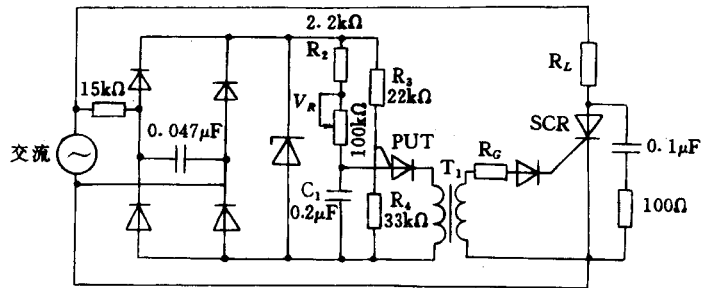 2.2kΩ
R₂
R₃
22kΩ
R_L
15kΩ
V_R
100kΩ
SCR
0.047μF
PUT
0.1μF
交流
T₁
R_G
C₁
0.2μF
R₄
33kΩ
100Ω